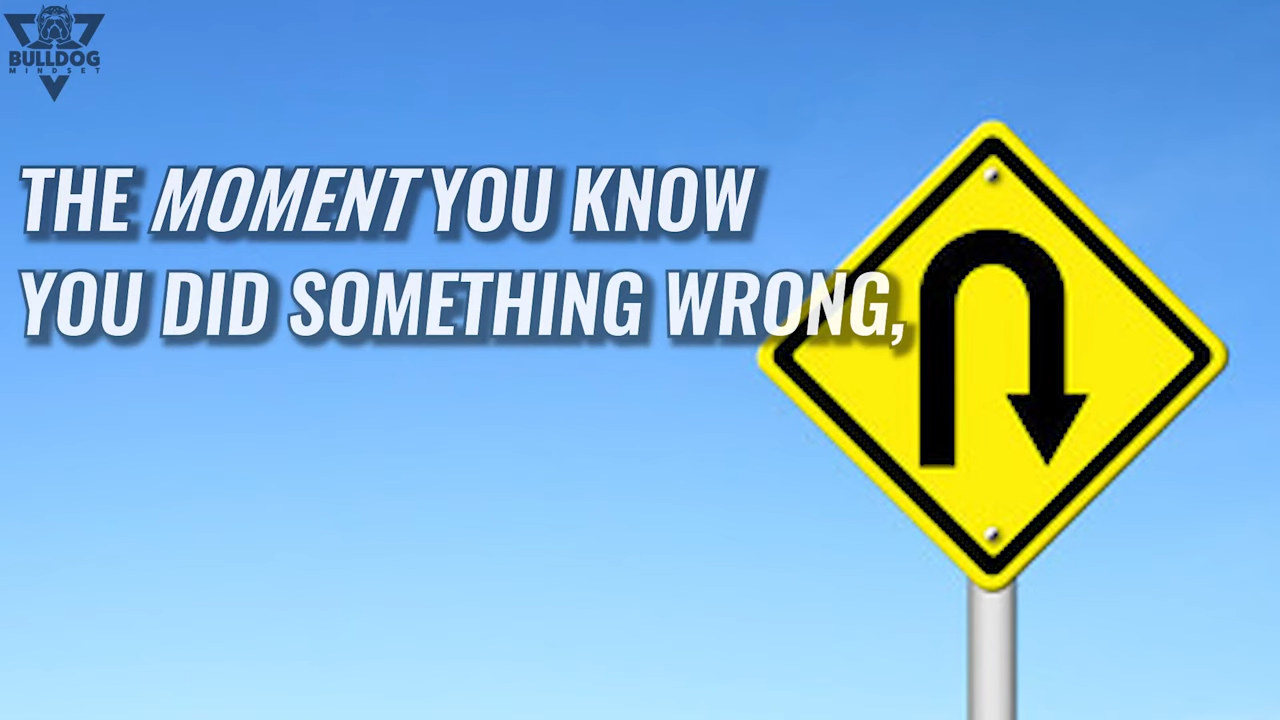 BULLDOG
MINDSET
THE MOMENT YOU KNOW
YOU DID SOMETHING WRONG,